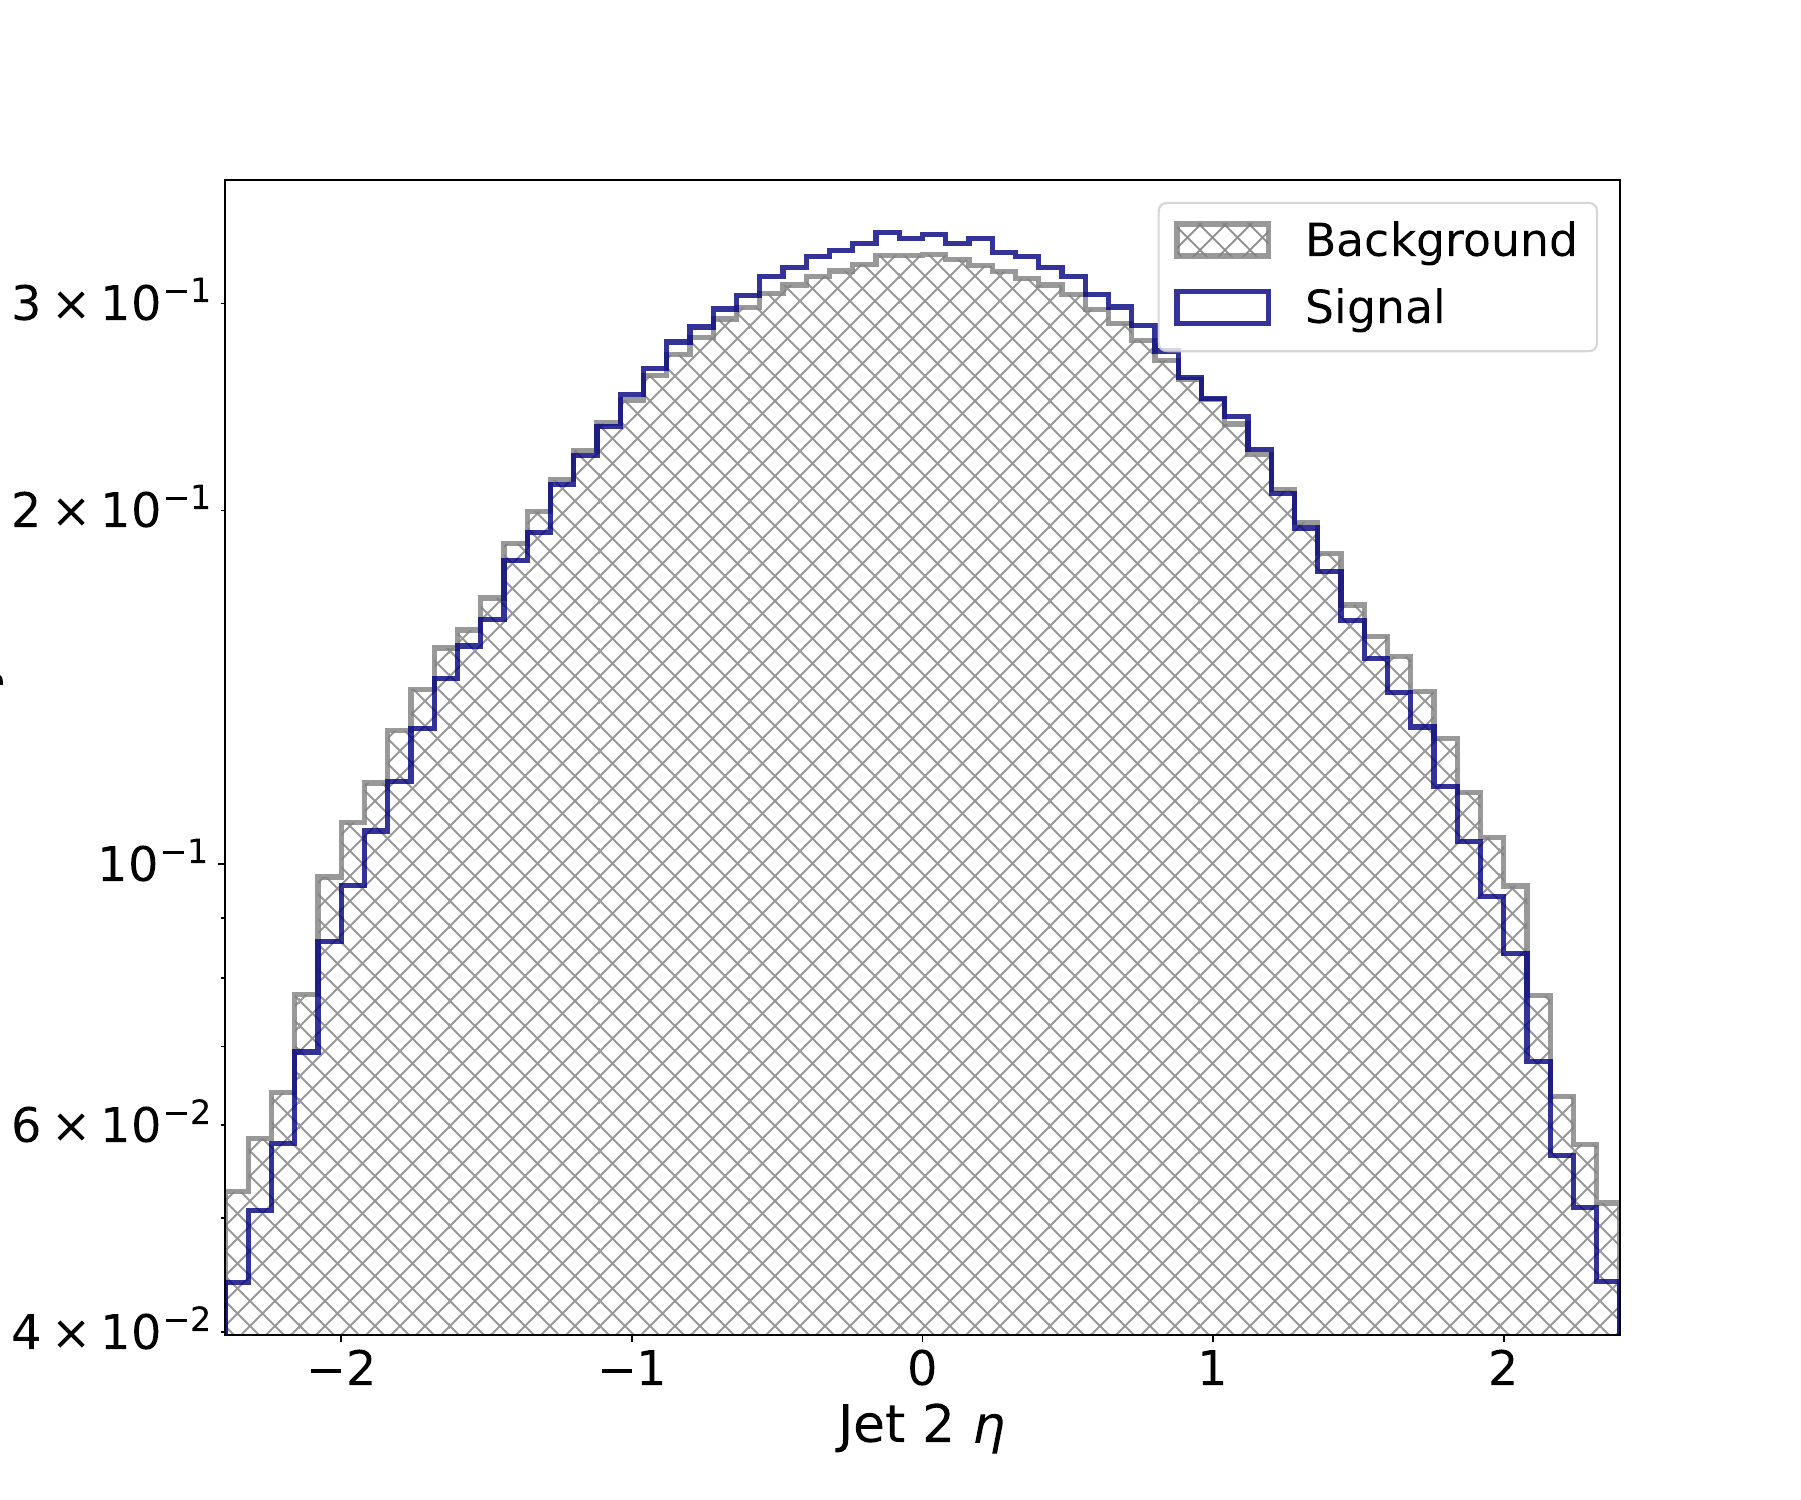 Background
Signal
3 × 10⁻¹
2 × 10⁻¹
10⁻¹
6 × 10⁻²
4 × 10⁻²
−2 −1 0 1 2
Jet 2 η